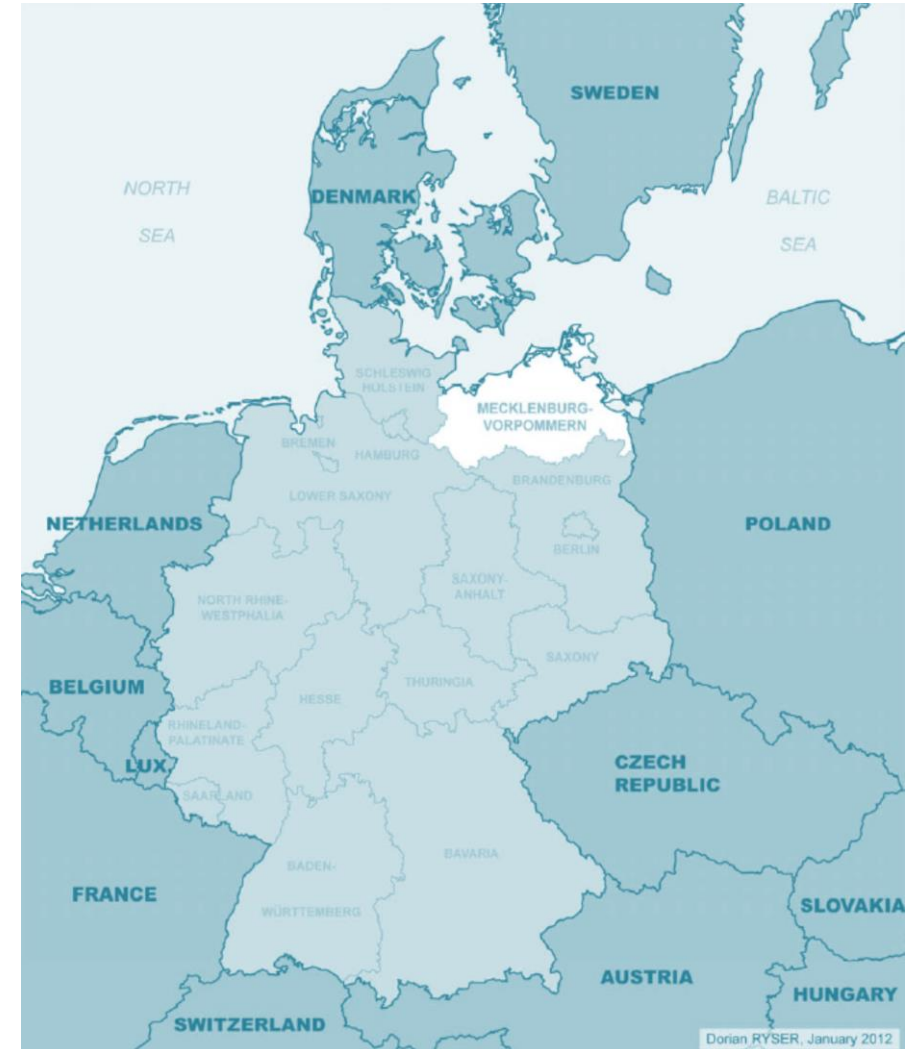 SWEDEN
NORTH
SEA
DENMARK
BALTIC
SEA
SCHLESWIG
HOLSTEIN
MECKLENBURG-
VORPOMMERN
BREMEN
HAMBURG
BRANDENBURG
LOWER SAXONY
NETHERLANDS
POLAND
BERLIN
SAXONY-
ANHALT
NORTH RHINE-
WESTPHALIA
SAXONY
BELGIUM
THURINGIA
HESSE
RHINELAND-
PALATINATE
LUX.
CZECH
REPUBLIC
SAARLAND
BAVARIA
BADEN-
WÜRTTEMBERG
FRANCE
SLOVAKIA
AUSTRIA
HUNGARY
SWITZERLAND
Dorian RYSER, January 2012